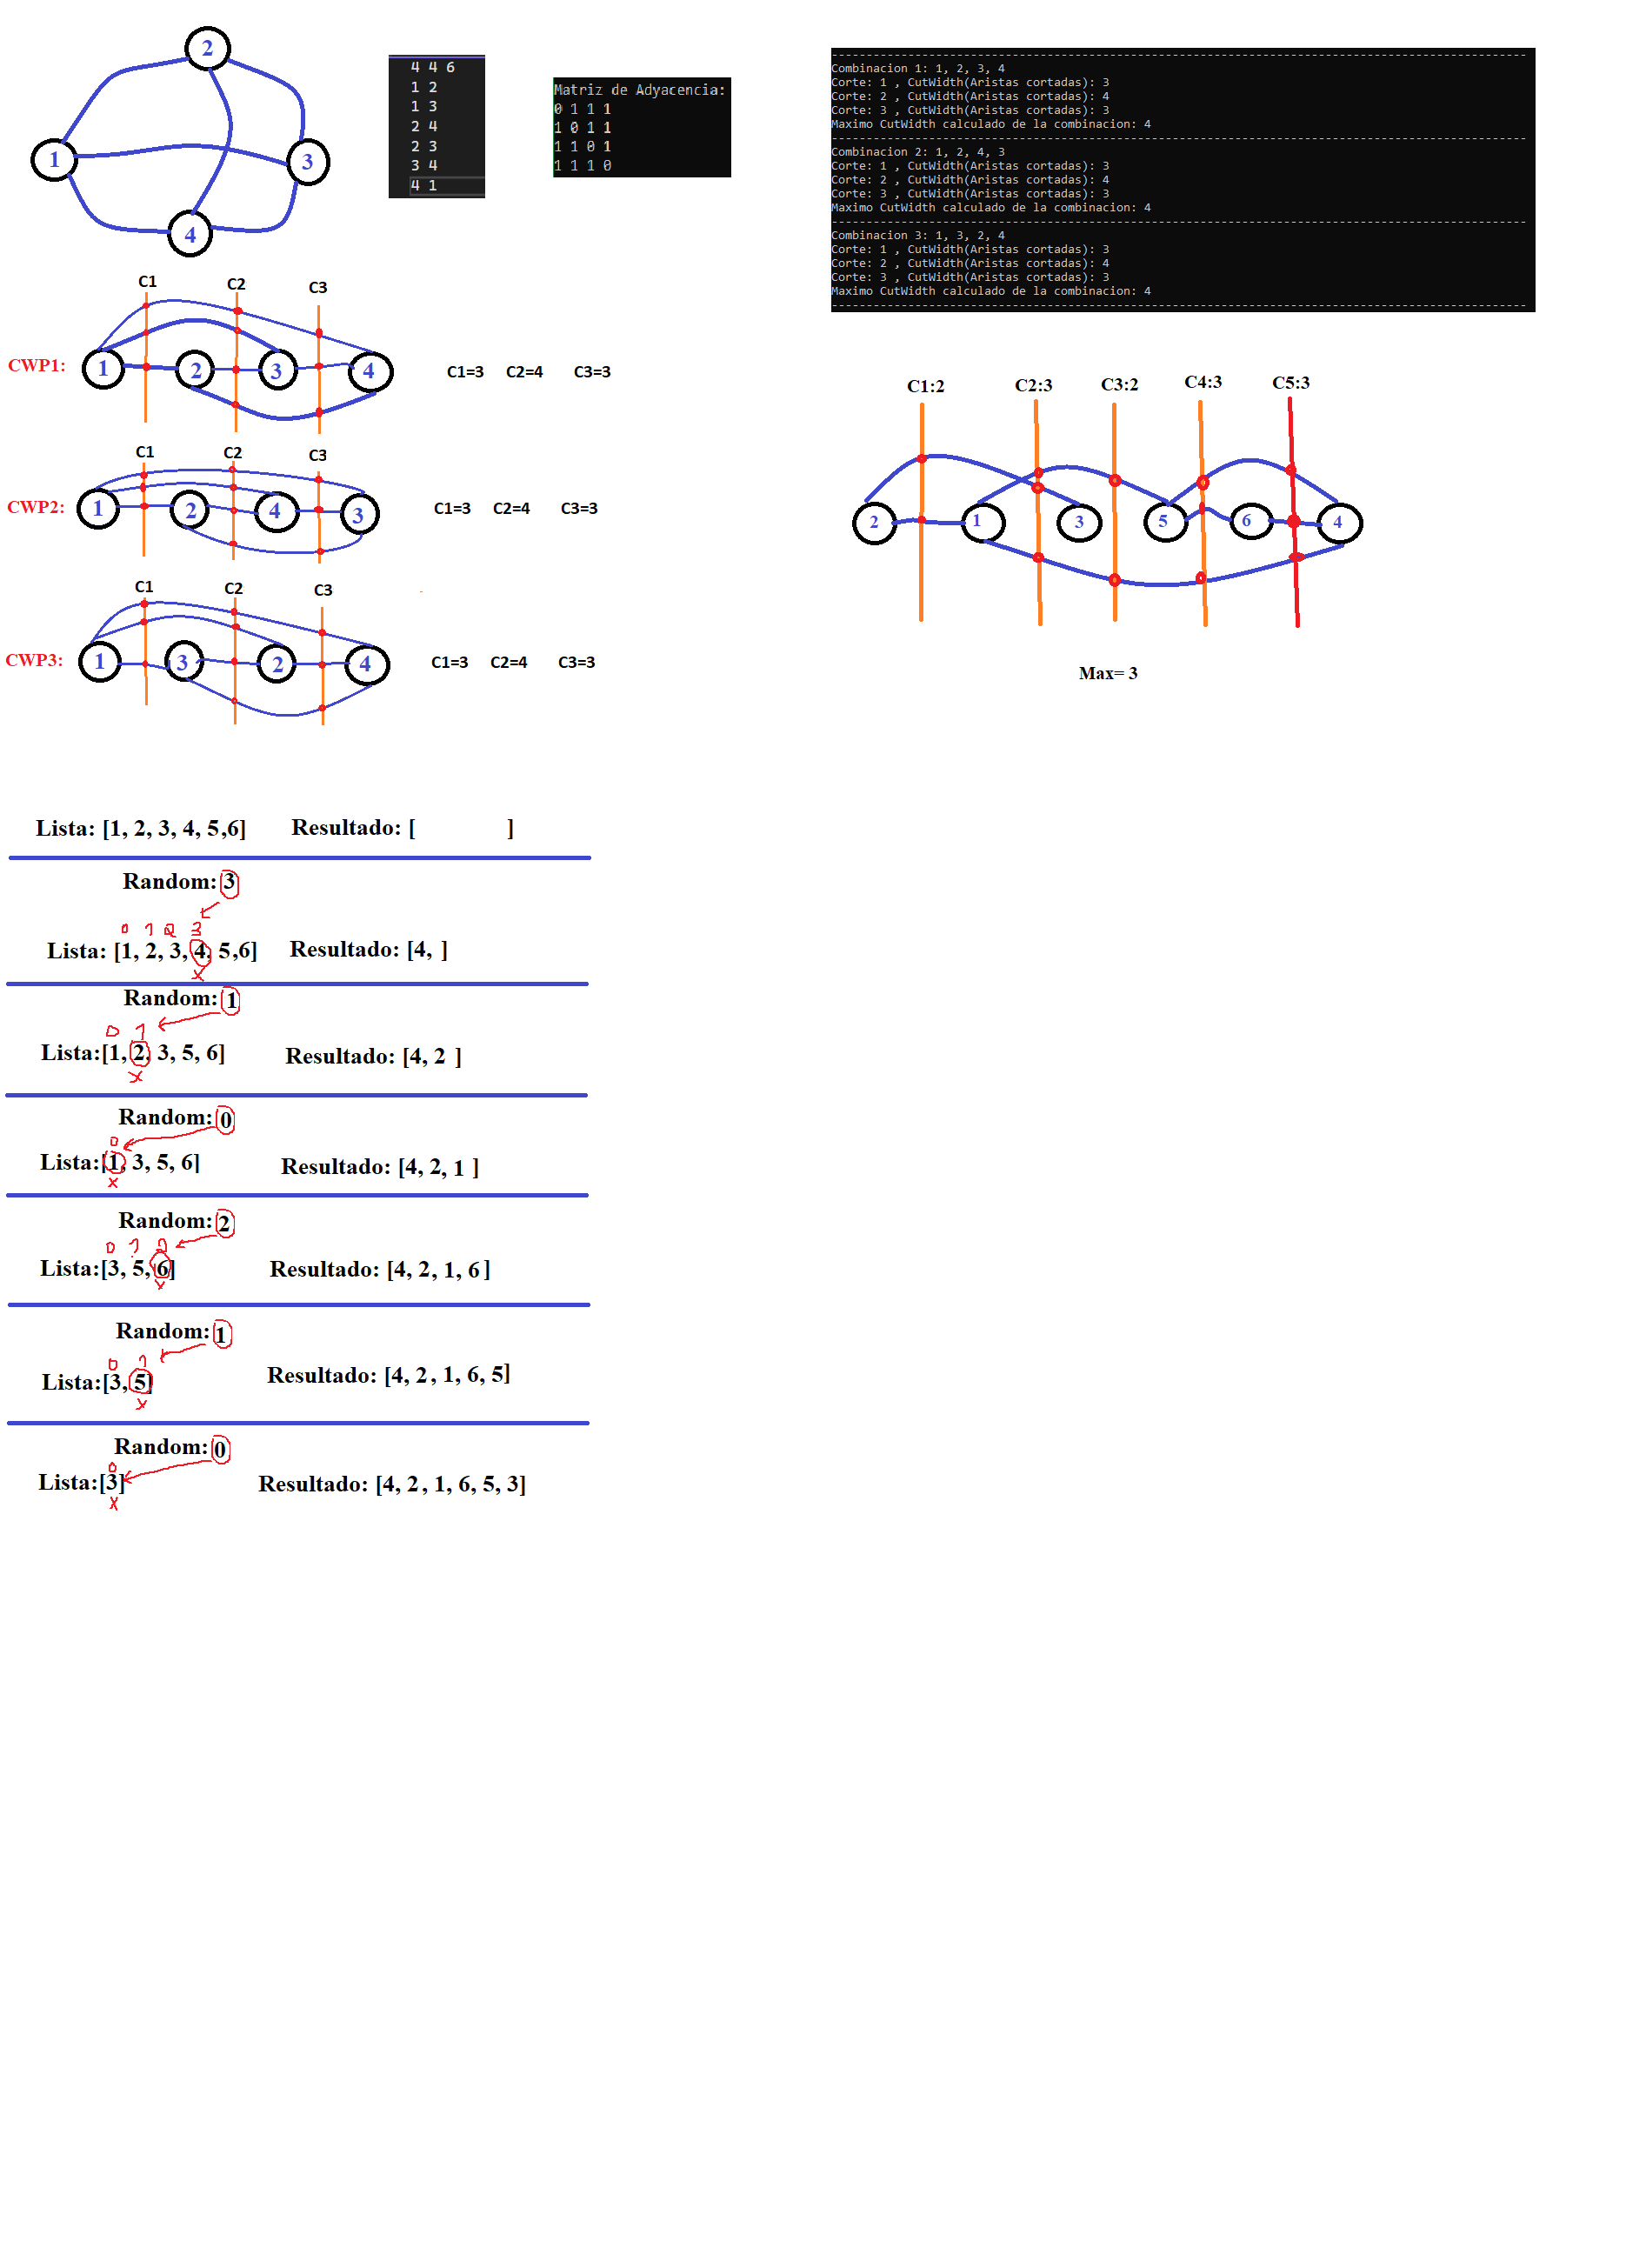 2
1
3
4
4 4 6
1 2
1 3
2 4
2 3
3 4
4 1
Matriz de Adyacencia:
0 1 1 1
1 0 1 1
1 1 0 1
1 1 1 0
C1 C2 C3
CWP1: 1 2 3 4 C1=3 C2=4 C3=3
C1 C2 C3
CWP2: 1 2 4 3 C1=3 C2=4 C3=3
C1 C2 C3
CWP3: 1 3 2 4 C1=3 C2=4 C3=3
--------------------
Combinacion 1: 1, 2, 3, 4
Corte: 1 , CutWidth(Aristas cortadas): 3
Corte: 2 , CutWidth(Aristas cortadas): 4
Corte: 3 , CutWidth(Aristas cortadas): 3
Maximo CutWidth calculado de la combinacion: 4
--------------------
Combinacion 2: 1, 2, 4, 3
Corte: 1 , CutWidth(Aristas cortadas): 3
Corte: 2 , CutWidth(Aristas cortadas): 4
Corte: 3 , CutWidth(Aristas cortadas): 3
Maximo CutWidth calculado de la combinacion: 4
--------------------
Combinacion 3: 1, 3, 2, 4
Corte: 1 , CutWidth(Aristas cortadas): 3
Corte: 2 , CutWidth(Aristas cortadas): 4
Corte: 3 , CutWidth(Aristas cortadas): 3
Maximo CutWidth calculado de la combinacion: 4
--------------------
C1:2 C2:3 C3:2 C4:3 C5:3
2 1 3 5 6 4
Max= 3
Lista: [1, 2, 3, 4, 5,6] Resultado: [ ]
Random: 3
0 1 2 3
Lista: [1, 2, 3, 4, 5,6] Resultado: [4, ]
x
Random: 1
0 1
Lista:[1, 2, 3, 5, 6] Resultado: [4, 2 ]
x
Random: 0
0
Lista:[1, 3, 5, 6] Resultado: [4, 2, 1 ]
x
Random: 2
0 1 2
Lista:[3, 5, 6] Resultado: [4, 2, 1, 6 ]
x
Random: 1
0 1
Lista:[3, 5] Resultado: [4, 2, 1, 6, 5]
x
Random: 0
0
Lista:[3] Resultado: [4, 2, 1, 6, 5, 3]
x